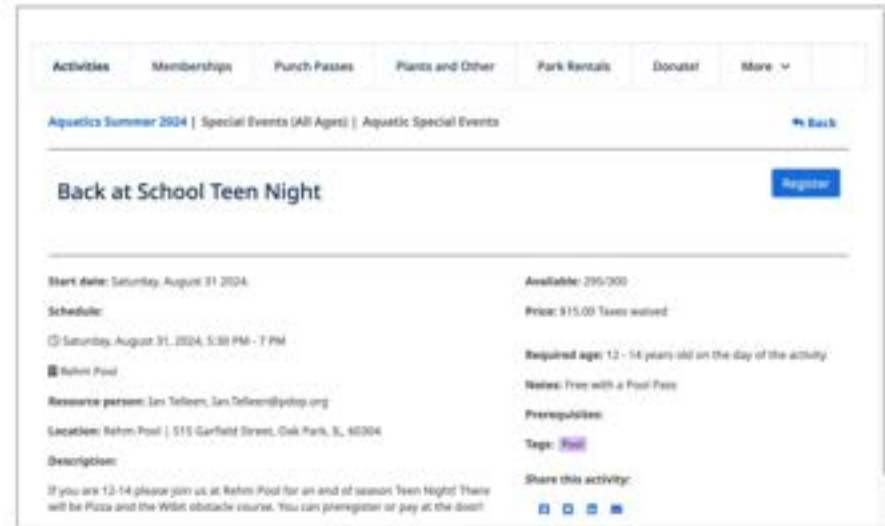 Activities Memberships Punch Passes Plants and Other Park Rentals Donate! More
Aquatics Summer 2024 | Special Events (All Ages) | Aquatic Special Events Back
Back at School Teen Night Register
Start date: Saturday, August 31 2024 Available: 295/300
Schedule: Price: $15.00 Taxes waived
Saturday, August 31, 2024, 5:30 PM - 7 PM Required age: 12 - 14 years old on the day of the activity
Rehm Pool Notes: Free with a Pool Pass
Resource person: Ian Telleen, Ian.Telleen@pdop.org Prerequisites:
Location: Rehm Pool | 515 Garfield Street, Oak Park, IL, 60304 Tags: Pool
Description: Share this activity:
If you are 12-14 please join us at Rehm Pool for an end of season Teen Night! There
will be Pizza and the Wibit obstacle course. You can preregister or pay at the door!